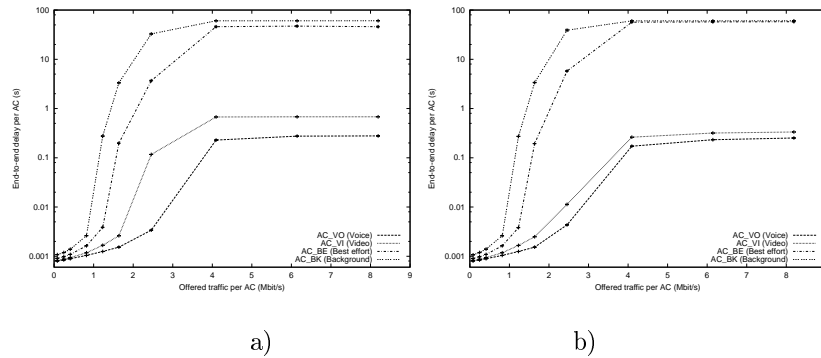 100
10
1
0.1
0.01
0.001
End-to-end delay per AC (s)
AC_VO (Voice)
AC_VI (Video)
AC_BE (Best effort)
AC_BK (Background)
0 1 2 3 4 5 6 7 8 9
Offered traffic per AC (Mbit/s)
a)
100
10
1
0.1
0.01
0.001
End-to-end delay per AC (s)
AC_VO (Voice)
AC_VI (Video)
AC_BE (Best effort)
AC_BK (Background)
0 1 2 3 4 5 6 7 8
Offered traffic per AC (Mbit/s)
b)